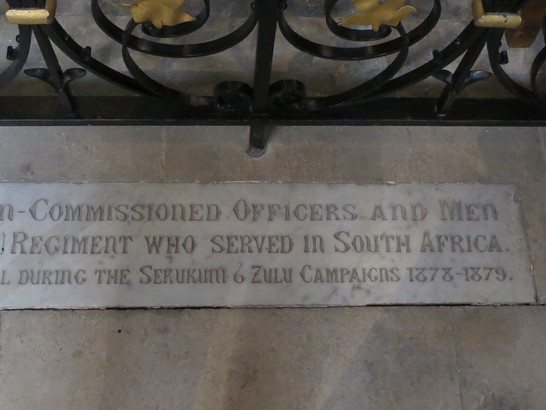 n-Commissioned Officers and Men
Regiment who served in South Africa.
l during the Sekukuni & Zulu Campaigns 1878-1879.